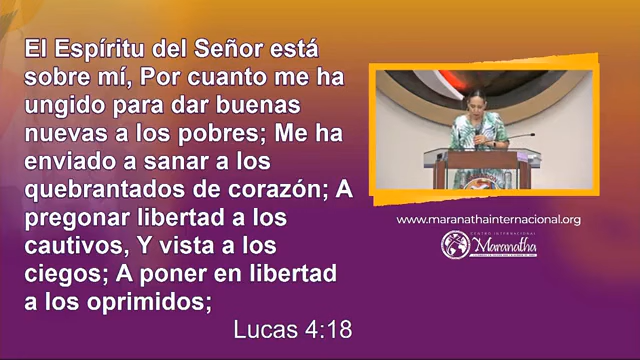 El Espíritu del Señor está
sobre mí, Por cuanto me ha
ungido para dar buenas
nuevas a los pobres; Me ha
enviado a sanar a los
quebrantados de corazón; A
pregonar libertad a los
cautivos, Y vista a los
ciegos; A poner en libertad
a los oprimidos;
Lucas 4:18
www.maranathainternacional.org
CENTRO INTERNACIONAL
Maranatha